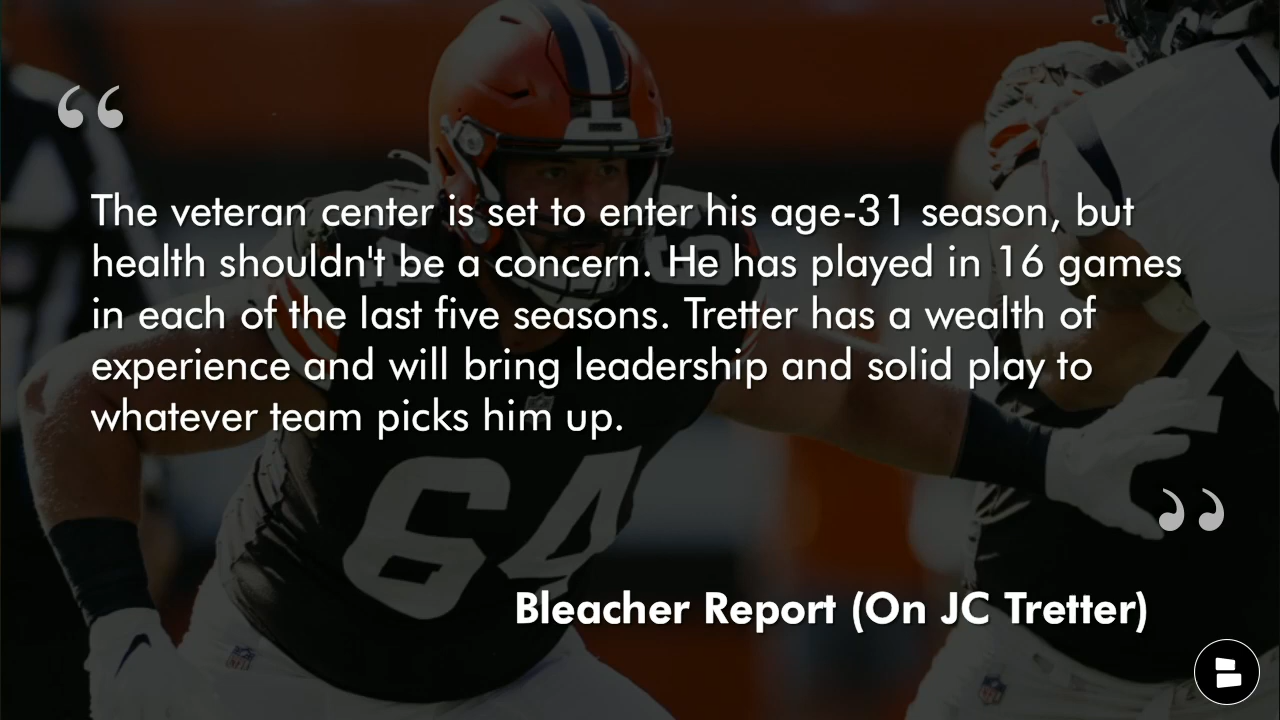 “
The veteran center is set to enter his age-31 season, but
health shouldn't be a concern. He has played in 16 games
in each of the last five seasons. Tretter has a wealth of
experience and will bring leadership and solid play to
whatever team picks him up.
”
64
Bleacher Report (On JC Tretter)